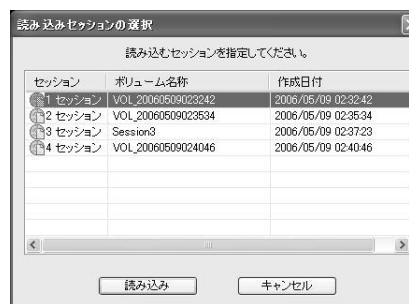 読み込みセッションの選択
読み込むセッションを指定してください。
セッション ボリューム名称 作成日付
1 セッション VOL_20060509023242 2006/05/09 02:32:42
2 セッション VOL_20060509023534 2006/05/09 02:35:34
3 セッション Session3 2006/05/09 02:37:23
4 セッション VOL_20060509024046 2006/05/09 02:40:46
読み込み キャンセル